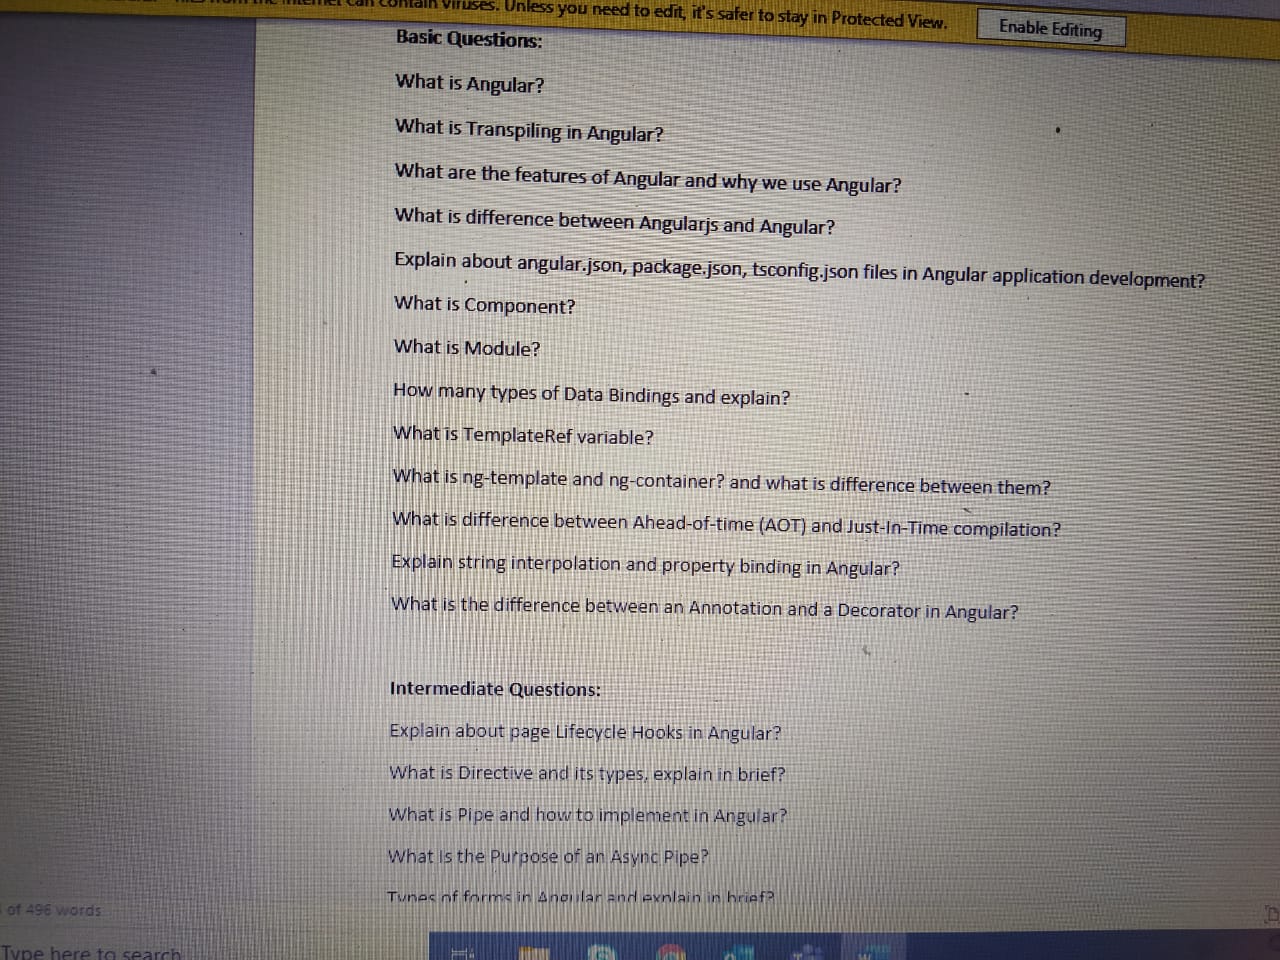 contain viruses. Unless you need to edit, it's safer to stay in Protected View.
Enable Editing
Basic Questions:
What is Angular?
What is Transpiling in Angular?
What are the features of Angular and why we use Angular?
What is difference between Angularjs and Angular?
Explain about angular.json, package.json, tsconfig.json files in Angular application development?
What is Component?
What is Module?
How many types of Data Bindings and explain?
What is TemplateRef variable?
What is ng-template and ng-container? and what is difference between them?
What is difference between Ahead-of-time (AOT) and Just-In-Time compilation?
Explain string interpolation and property binding in Angular?
What is the difference between an Annotation and a Decorator in Angular?
Intermediate Questions:
Explain about page Lifecycle Hooks in Angular?
What is Directive and its types, explain in brief?
What is Pipe and how to implement in Angular?
What is the Purpose of an Async Pipe?
Types of forms in Angular and explain in brief?
of 496 words
Type here to search